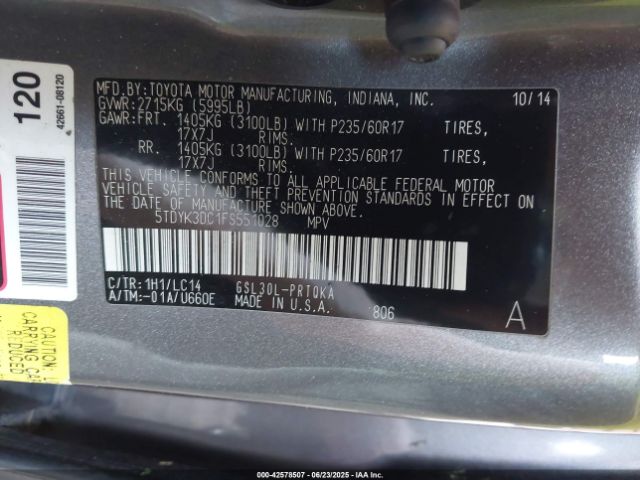 MFD.BY:TOYOTA MOTOR MANUFACTURING, INDIANA, INC. 10/14
GVWR:2715KG (5995LB)
GAWR:FRT. 1405KG (3100LB) WITH P235/60R17 TIRES,
17X7J RIMS.
RR. 1405KG (3100LB) WITH P235/60R17 TIRES,
17X7J RIMS.
THIS VEHICLE CONFORMS TO ALL APPLICABLE FEDERAL MOTOR
VEHICLE SAFETY AND THEFT PREVENTION STANDARDS IN EFFECT ON
THE DATE OF MANUFACTURE SHOWN ABOVE.
5TDYK3DC1FS551028 MPV
C/TR:1H1/LC14 GSL30L-PRTQKA
A/TM:-01A/U660E MADE IN U.S.A. 806 A
120
42661-08120
CAUTION:
CARRYING CA
REDUCED
000-42578507 - 06/23/2025 - IAA Inc.